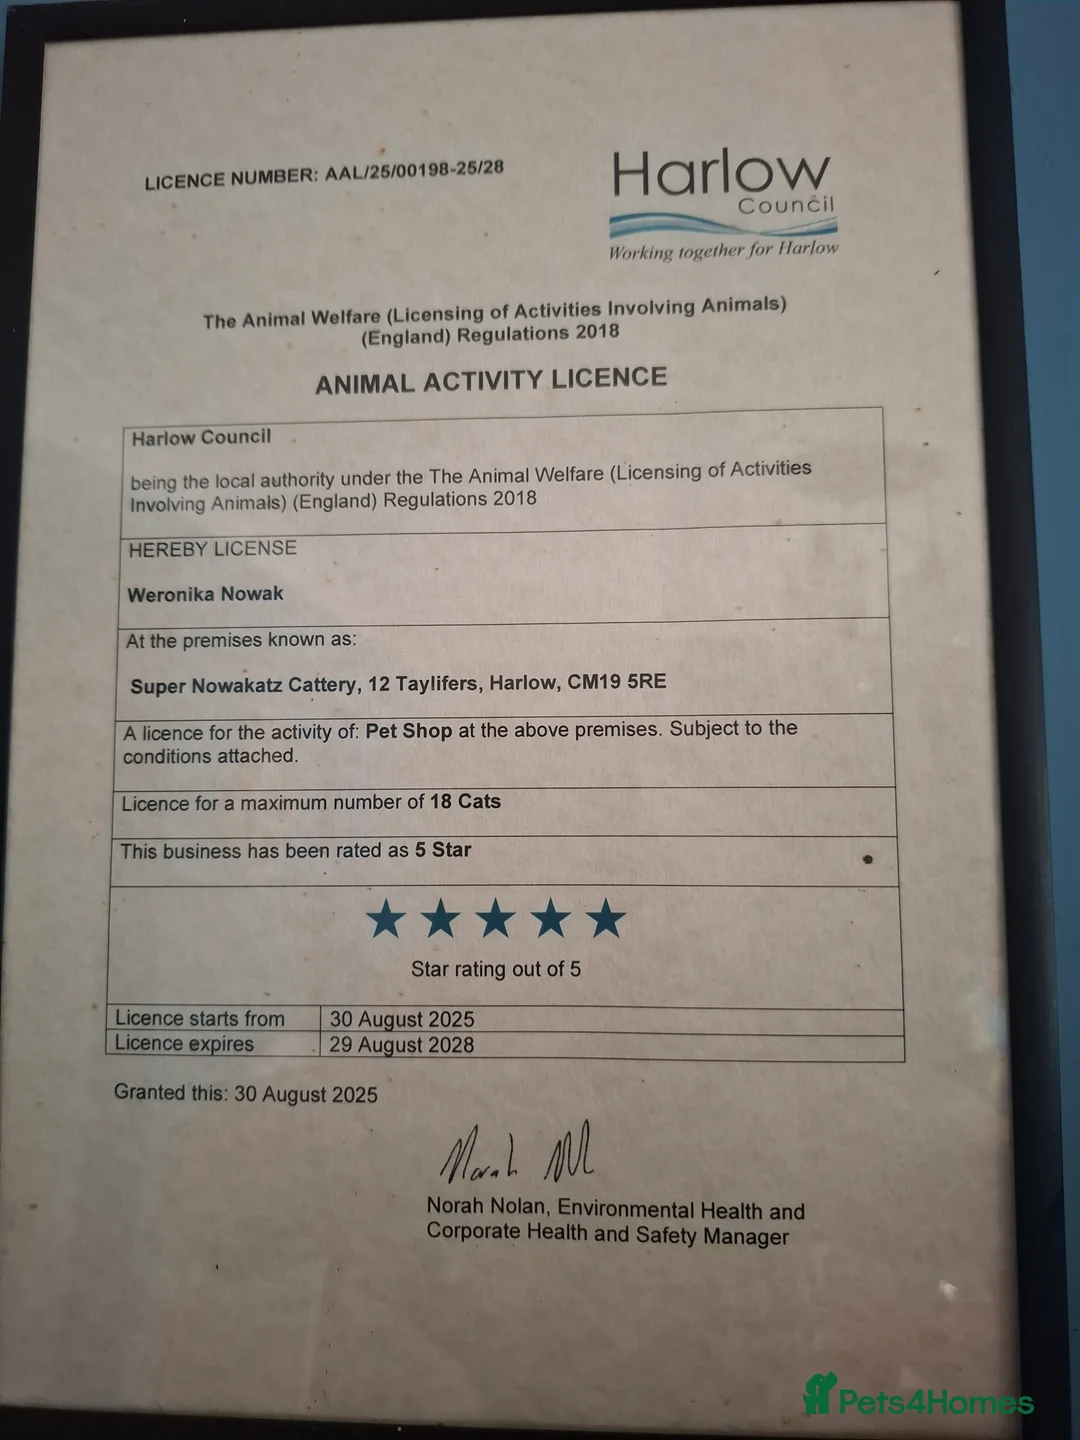 LICENCE NUMBER: AAL/25/00198-25/28
Harlow
Council
Working together for Harlow
The Animal Welfare (Licensing of Activities Involving Animals)
(England) Regulations 2018
ANIMAL ACTIVITY LICENCE
Harlow Council
being the local authority under the The Animal Welfare (Licensing of Activities
Involving Animals) (England) Regulations 2018
HEREBY LICENSE
Weronika Nowak
At the premises known as:
Super Nowakatz Cattery, 12 Taylifers, Harlow, CM19 5RE
A licence for the activity of: Pet Shop at the above premises. Subject to the
conditions attached.
Licence for a maximum number of 18 Cats
This business has been rated as 5 Star
Star rating out of 5
Licence starts from 30 August 2025
Licence expires 29 August 2028
Granted this: 30 August 2025
Norah Nolan, Environmental Health and
Corporate Health and Safety Manager
Pets4Homes